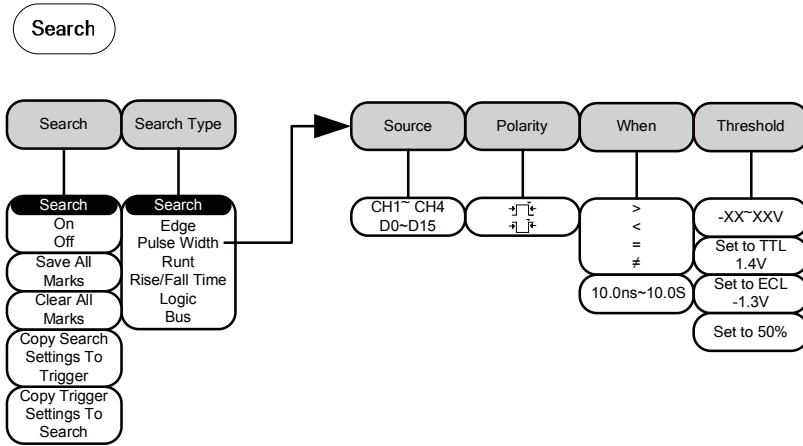 Search
Search
Search Type
Source
Polarity
When
Threshold
Search
On
Off
Save All
Marks
Clear All
Marks
Copy Search
Settings To
Trigger
Copy Trigger
Settings To
Search
Search
Edge
Pulse Width
Runt
Rise/Fall Time
Logic
Bus
CH1~ CH4
D0~D15
>
<
=
≠
10.0ns~10.0S
-XX~XXV
Set to TTL
1.4V
Set to ECL
-1.3V
Set to 50%